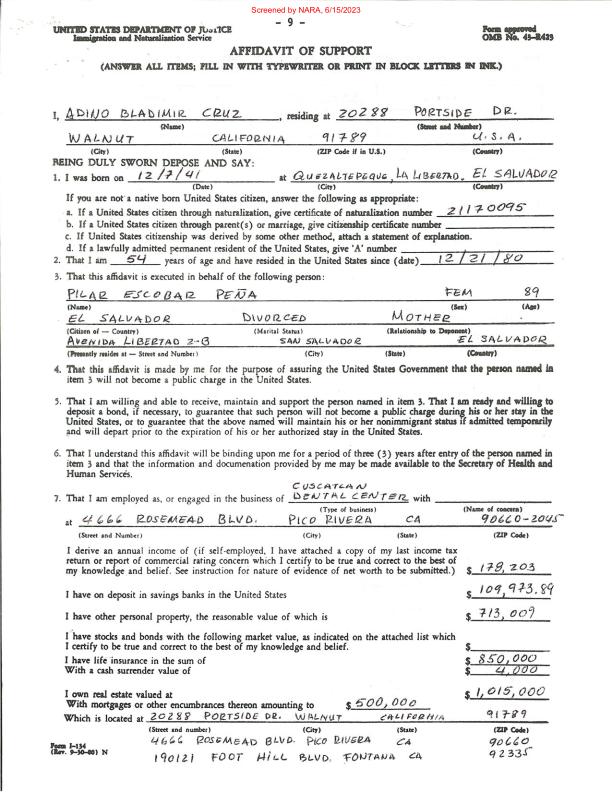 Screened by NARA, 6/15/2023
- 9 -
UNITED STATES DEPARTMENT OF JUSTICE Form approved
Immigration and Naturalization Service OMB No. 43-R423
AFFIDAVIT OF SUPPORT
(ANSWER ALL ITEMS; FILL IN WITH TYPEWRITER OR PRINT IN BLOCK LETTERS IN INK.)
I, ADINO BLADIMIR CRUZ, residing at 20288 PORTSIDE DR.
(Name) (Street and Number)
WALNUT CALIFORNIA 91789 U.S.A.
(City) (State) (ZIP Code if in U.S.) (Country)
BEING DULY SWORN DEPOSE AND SAY:
1. I was born on 12/7/41 at QUEZALTEPEQUE, LA LIBERTAD, EL SALVADOR
(Date) (City) (Country)
If you are not a native born United States citizen, answer the following as appropriate:
a. If a United States citizen through naturalization, give certificate of naturalization number 21170095
b. If a United States citizen through parent(s) or marriage, give citizenship certificate number
c. If United States citizenship was derived by some other method, attach a statement of explanation.
d. If a lawfully admitted permanent resident of the United States, give 'A' number
2. That I am 54 years of age and have resided in the United States since (date) 12/21/80
3. That this affidavit is executed in behalf of the following person:
PILAR ESCOBAR PEÑA FEM 89
(Name) (Sex) (Age)
EL SALVADOR DIVORCED MOTHER
(Citizen of — Country) (Marital Status) (Relationship to Deponent)
AVENIDA LIBERTAD 2-B SAN SALVADOR EL SALVADOR
(Presently resides at — Street and Number) (City) (State) (Country)
4. That this affidavit is made by me for the purpose of assuring the United States Government that the person named in
item 3 will not become a public charge in the United States.
5. That I am willing and able to receive, maintain and support the person named in item 3. That I am ready and willing to
deposit a bond, if necessary, to guarantee that such person will not become a public charge during his or her stay in the
United States, or to guarantee that the above named will maintain his or her nonimmigrant status if admitted temporarily
and will depart prior to the expiration of his or her authorized stay in the United States.
6. That I understand this affidavit will be binding upon me for a period of three (3) years after entry of the person named in
item 3 and that the information and documenation provided by me may be made available to the Secretary of Health and
Human Services.
CUSCATLAN
7. That I am employed as, or engaged in the business of DENTAL CENTER with
(Type of business) (Name of concern)
at 4666 ROSEMEAD BLVD. PICO RIVERA CA 90660-2045
(Street and Number) (City) (State) (ZIP Code)
I derive an annual income of (if self-employed, I have attached a copy of my last income tax
return or report of commercial rating concern which I certify to be true and correct to the best of
my knowledge and belief. See instruction for nature of evidence of net worth to be submitted.) $ 178,203
I have on deposit in savings banks in the United States $ 109,973.89
I have other personal property, the reasonable value of which is $ 713,009
I have stocks and bonds with the following market value, as indicated on the attached list which
I certify to be true and correct to the best of my knowledge and belief. $
I have life insurance in the sum of $ 850,000
With a cash surrender value of $ 4,000
I own real estate valued at $ 1,015,000
With mortgages or other encumbrances thereon amounting to $ 500,000
Which is located at 20288 PORTSIDE DR. WALNUT CALIFORNIA 91789
(Street and number) (City) (State) (ZIP Code)
4666 ROSEMEAD BLVD. PICO RIVERA CA 90660
Form I-134
(Rev. 9-30-80) N
190121 FOOT HILL BLVD. FONTANA CA 92335